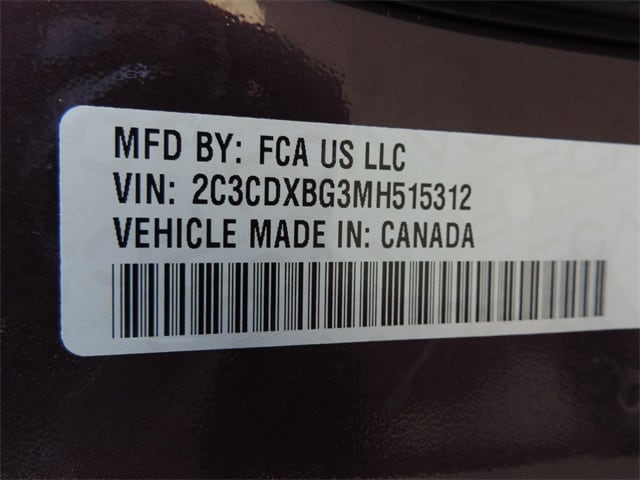 MFD BY: FCA US LLC
VIN: 2C3CDXBG3MH515312
VEHICLE MADE IN: CANADA